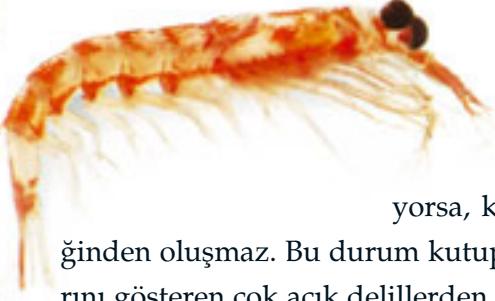 yorsa, k
ğinden oluşmaz. Bu durum kutup
rını gösteren çok açık delillerden